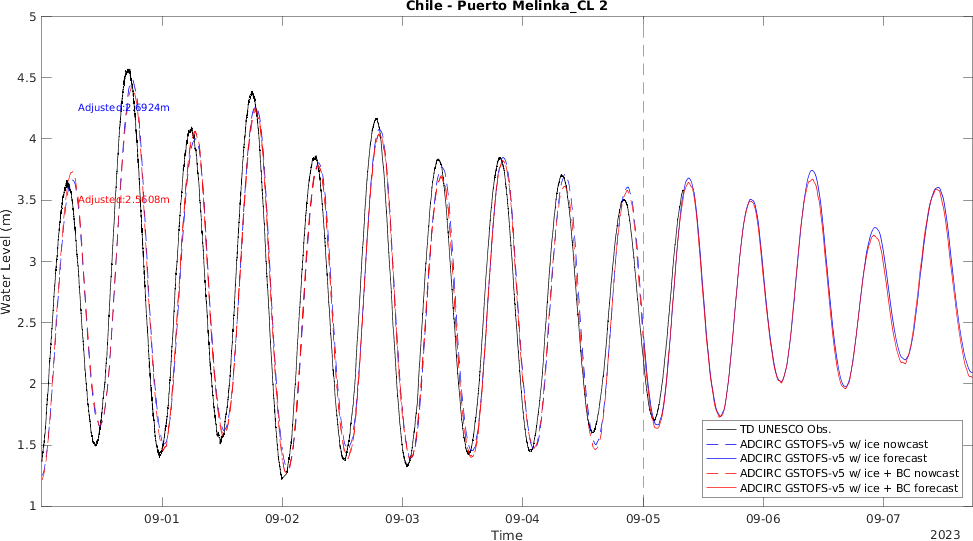 Chile - Puerto Melinka_CL 2
Water Level (m)
5
4.5
4
3.5
3
2.5
2
1.5
1
Adjusted:2.6924m
Adjusted:2.5608m
TD UNESCO Obs.
ADCIRC GSTOFS-v5 w/ ice nowcast
ADCIRC GSTOFS-v5 w/ ice forecast
ADCIRC GSTOFS-v5 w/ ice + BC nowcast
ADCIRC GSTOFS-v5 w/ ice + BC forecast
09-01 09-02 09-03 09-04 09-05 09-06 09-07
Time
2023